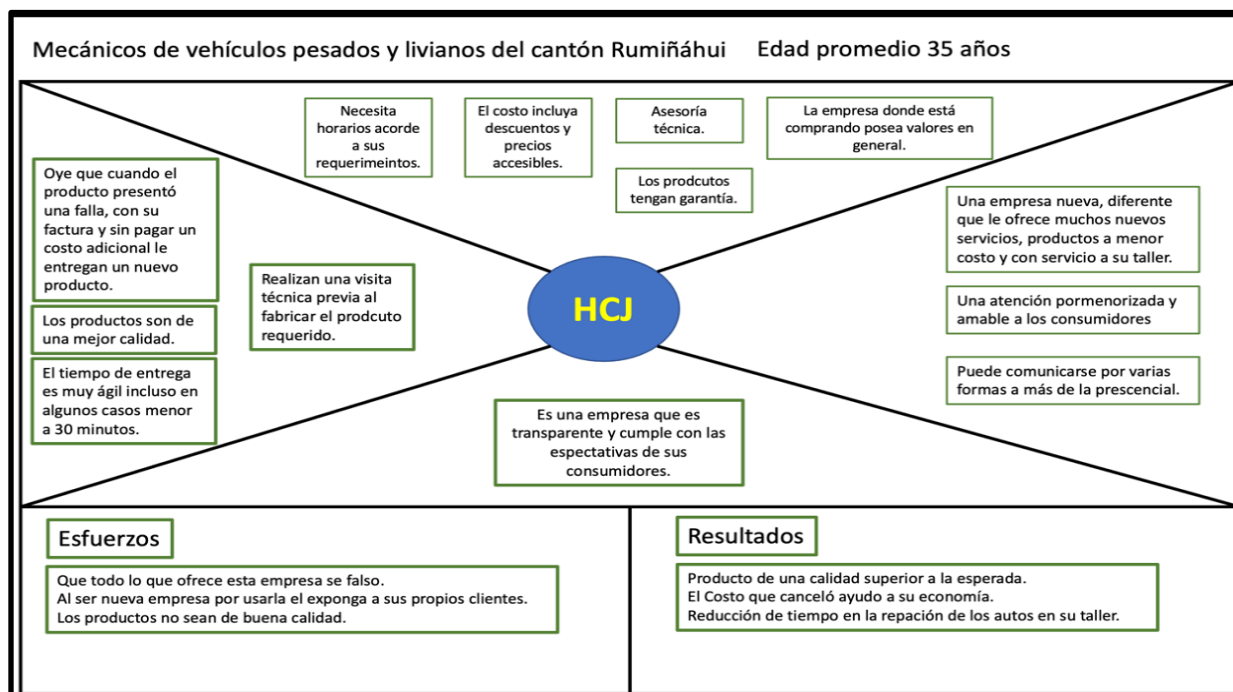 Mecánicos de vehículos pesados y livianos del cantón Rumiñáhui Edad promedio 35 años
Necesita
horarios acorde
a sus
requerimeintos.
El costo incluya
descuentos y
precios
accesibles.
Asesoría
técnica.
Los prodcutos
tengan garantía.
La empresa donde está
comprando posea valores en
general.
Oye que cuando el
producto presentó
una falla, con su
factura y sin pagar un
costo adicional le
entregan un nuevo
producto.
Los productos son de
una mejor calidad.
El tiempo de entrega
es muy ágil incluso en
algunos casos menor
a 30 minutos.
Realizan una visita
técnica previa al
fabricar el prodcuto
requerido.
HCJ
Una empresa nueva, diferente
que le ofrece muchos nuevos
servicios, productos a menor
costo y con servicio a su taller.
Una atención pormenorizada y
amable a los consumidores
Puede comunicarse por varias
formas a más de la prescencial.
Es una empresa que es
transparente y cumple con las
espectativas de sus
consumidores.
Esfuerzos
Que todo lo que ofrece esta empresa se falso.
Al ser nueva empresa por usarla el exponga a sus propios clientes.
Los productos no sean de buena calidad.
Resultados
Producto de una calidad superior a la esperada.
El Costo que canceló ayudo a su economía.
Reducción de tiempo en la repación de los autos en su taller.